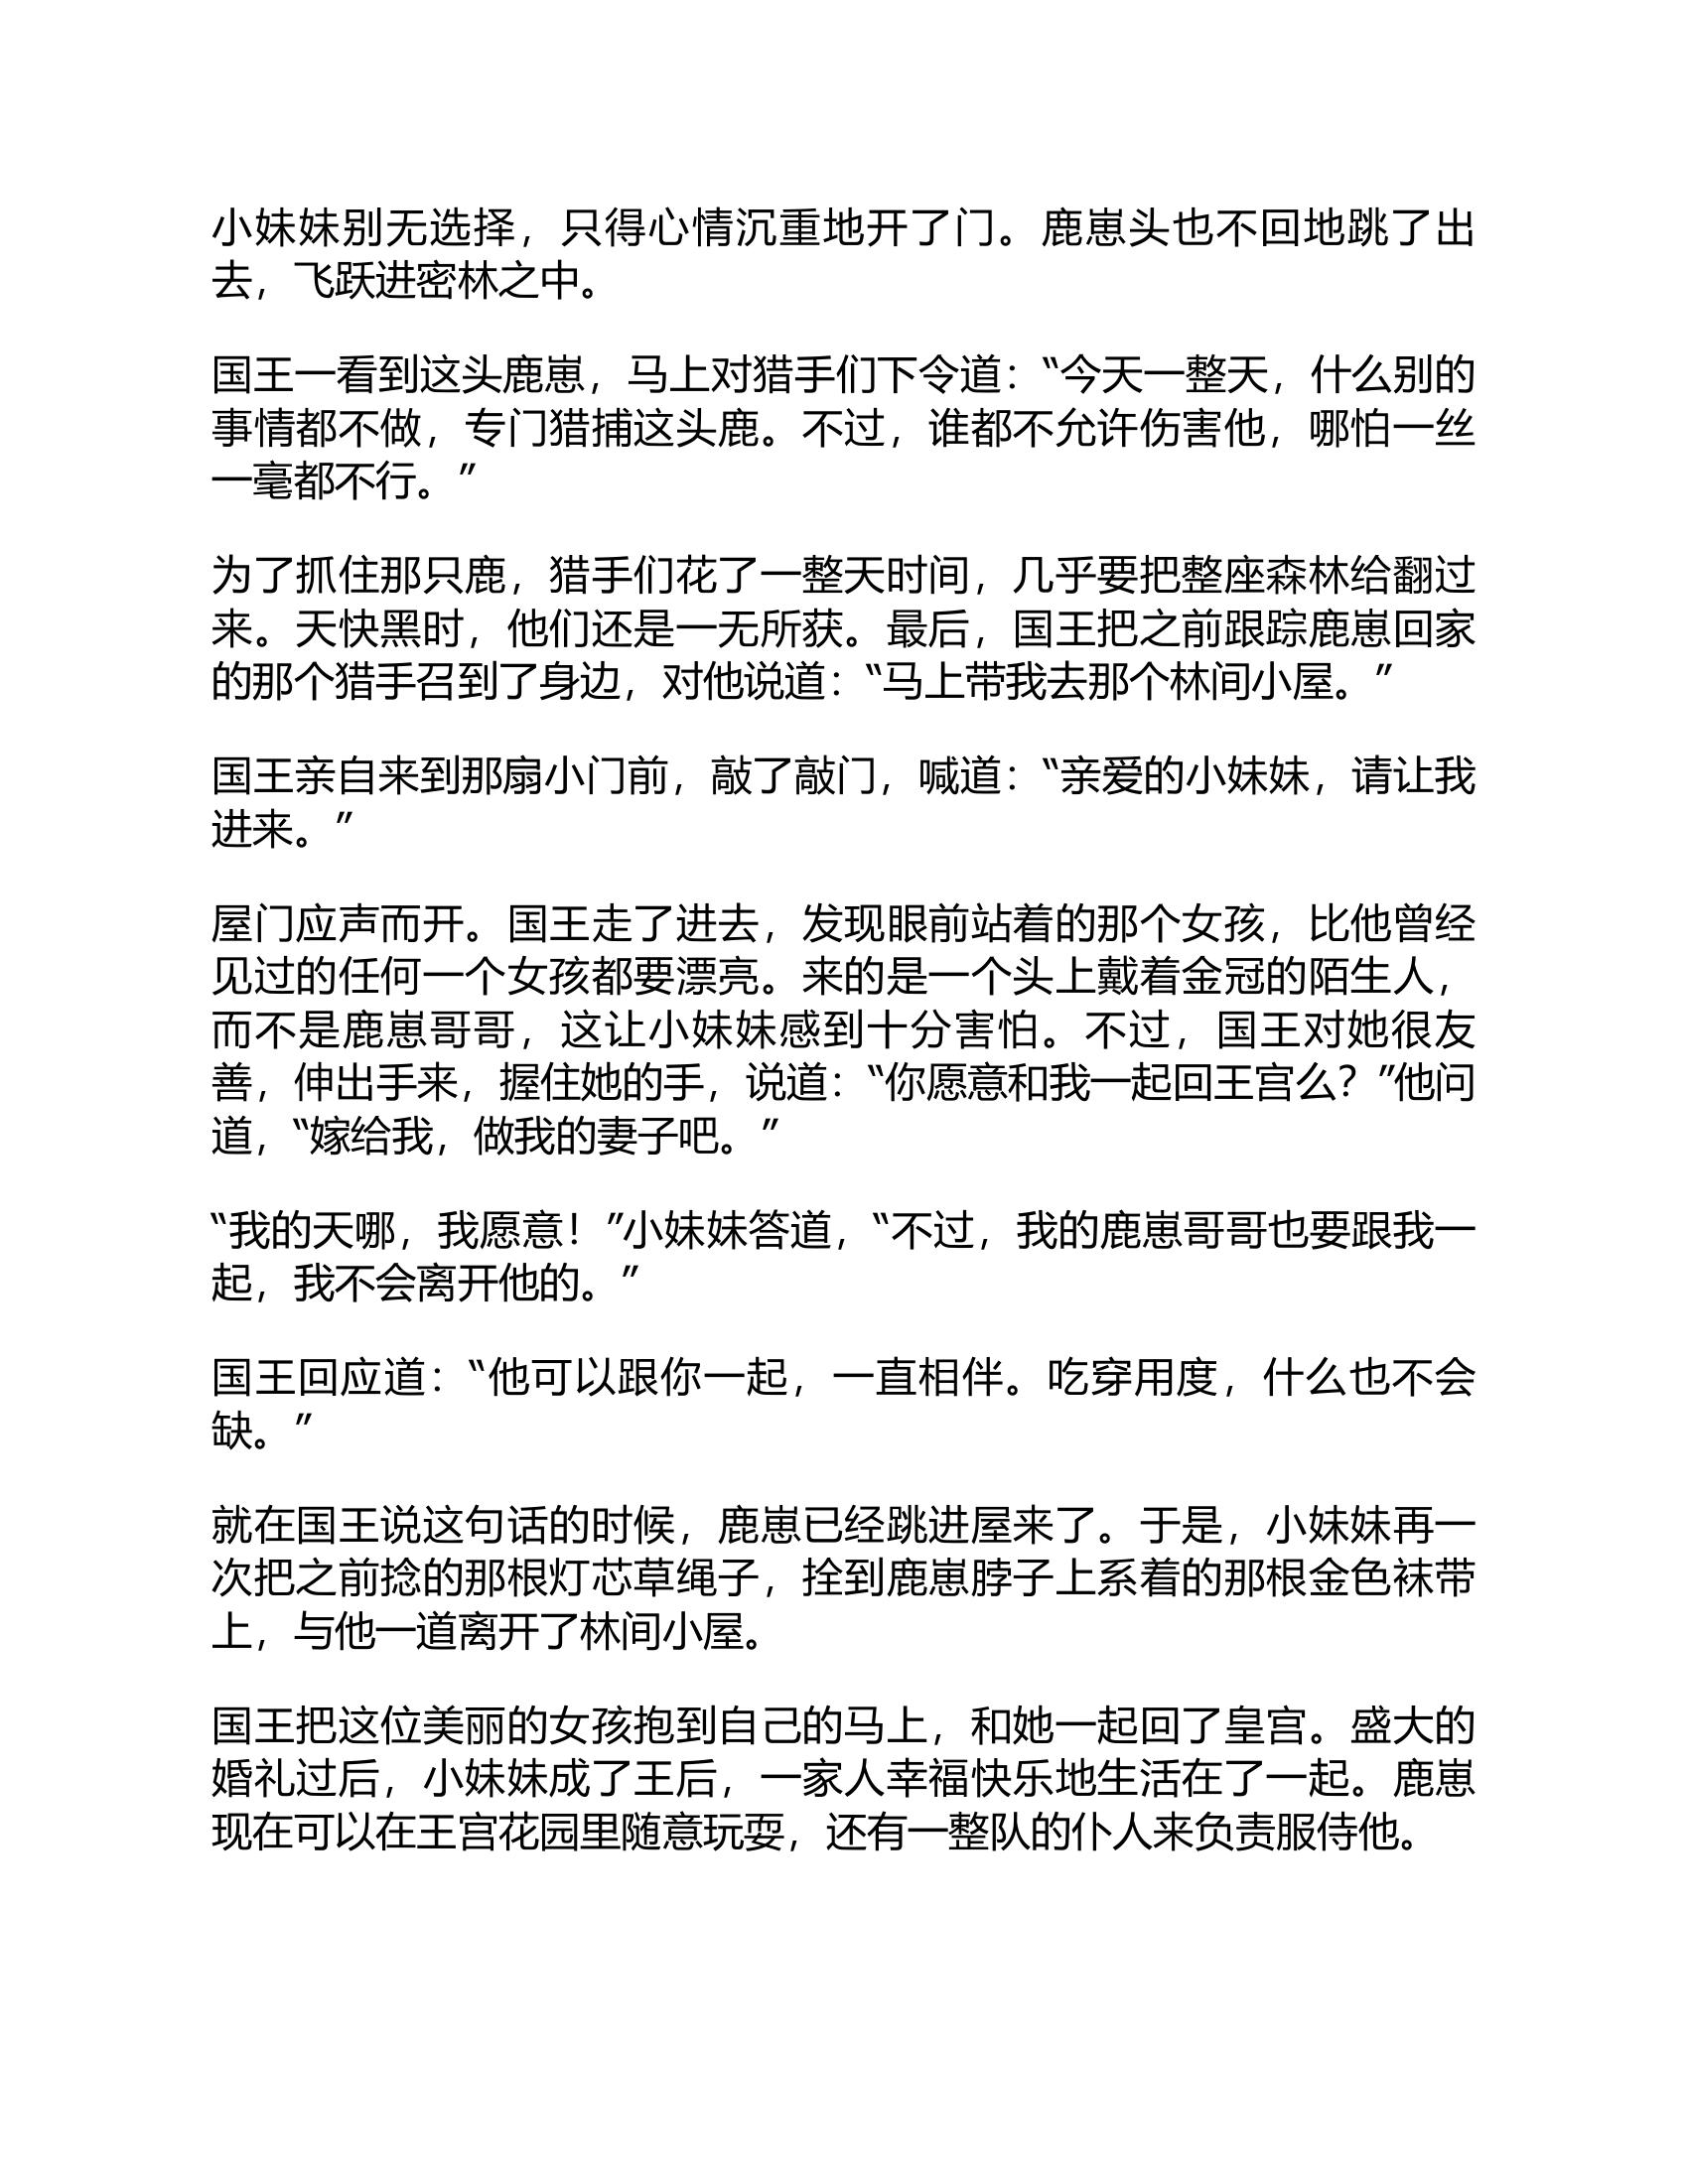 小妹妹别无选择，只得心情沉重地开了门。鹿崽头也不回地跳了出
去，飞跃进密林之中。
国王一看到这头鹿崽，马上对猎手们下令道：“今天一整天，什么别的
事情都不做，专门猎捕这头鹿。不过，谁都不允许伤害他，哪怕一丝
一毫都不行。”
为了抓住那只鹿，猎手们花了一整天时间，几乎要把整座森林给翻过
来。天快黑时，他们还是一无所获。最后，国王把之前跟踪鹿崽回家
的那个猎手召到了身边，对他说道：“马上带我去那个林间小屋。”
国王亲自来到那扇小门前，敲了敲门，喊道：“亲爱的小妹妹，请让我
进来。”
屋门应声而开。国王走了进去，发现眼前站着的那个女孩，比他曾经
见过的任何一个女孩都要漂亮。来的是一个头上戴着金冠的陌生人，
而不是鹿崽哥哥，这让小妹妹感到十分害怕。不过，国王对她很友
善，伸出手来，握住她的手，说道：“你愿意和我一起回王宫么？”他问
道，“嫁给我，做我的妻子吧。”
“我的天哪，我愿意！”小妹妹答道，“不过，我的鹿崽哥哥也要跟我一
起，我不会离开他的。”
国王回应道：“他可以跟你一起，一直相伴。吃穿用度，什么也不会
缺。”
就在国王说这句话的时候，鹿崽已经跳进屋来了。于是，小妹妹再一
次把之前捻的那根灯芯草绳子，拴到鹿崽脖子上系着的那根金色袜带
上，与他一道离开了林间小屋。
国王把这位美丽的女孩抱到自己的马上，和她一起回了皇宫。盛大的
婚礼过后，小妹妹成了王后，一家人幸福快乐地生活在了一起。鹿崽
现在可以在王宫花园里随意玩耍，还有一整队的仆人来负责服侍他。